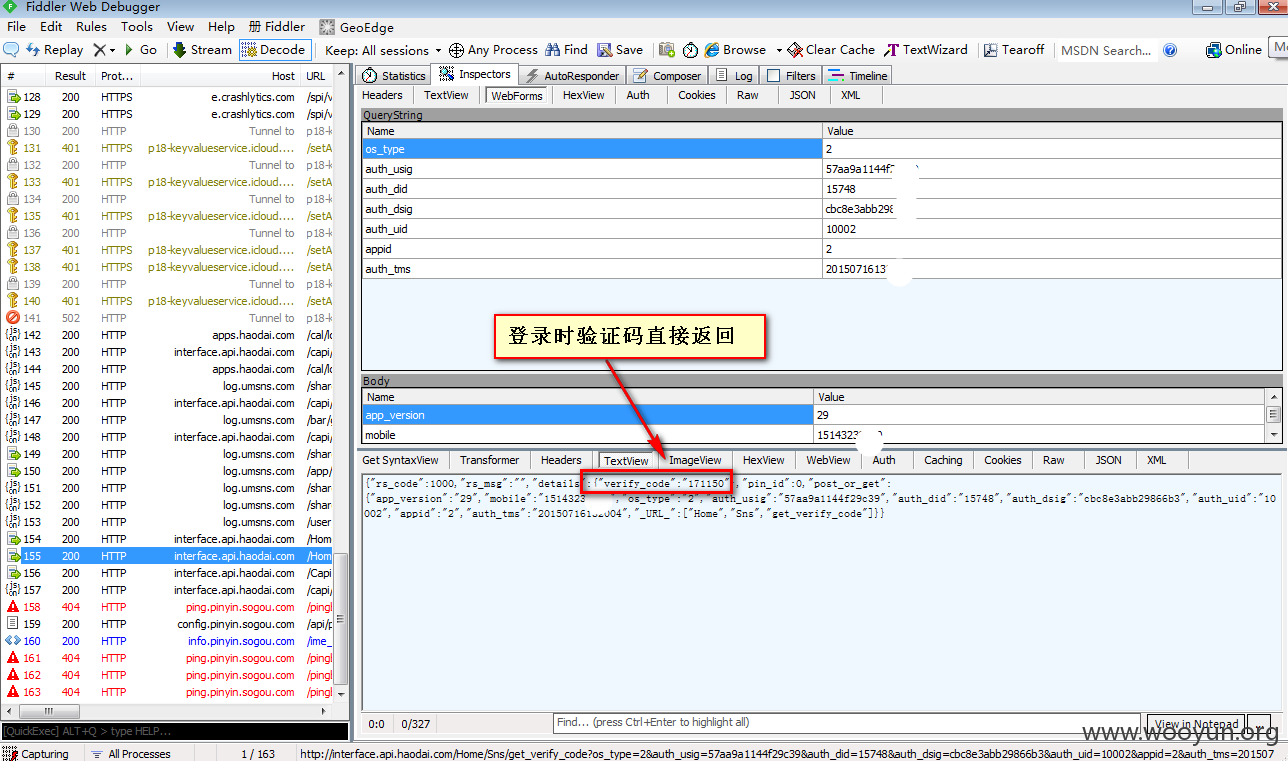 Fiddler Web Debugger
File Edit Rules Tools View Help 册 Fiddler GeoEdge
Replay Go Stream Decode Keep: All sessions Any Process Find Save Browse Clear Cache TextWizard Tearoff MSDN Search... Online
# Result Prot... Host URL
128 200 HTTPS e.crashlytics.com /spi/v
129 200 HTTPS e.crashlytics.com /spi/v
130 200 HTTP Tunnel to p18-k
131 401 HTTPS p18-keyvalueservice.icloud.... /setA
132 200 HTTP Tunnel to p18-k
133 401 HTTPS p18-keyvalueservice.icloud.... /setA
134 200 HTTP Tunnel to p18-k
135 401 HTTPS p18-keyvalueservice.icloud.... /setA
136 200 HTTP Tunnel to p18-k
137 401 HTTPS p18-keyvalueservice.icloud.... /setA
138 401 HTTPS p18-keyvalueservice.icloud.... /setA
139 200 HTTP Tunnel to p18-k
140 401 HTTPS p18-keyvalueservice.icloud.... /setA
141 502 HTTP Tunnel to p18-k
142 200 HTTP apps.haodai.com /cal/lo
143 200 HTTP interface.api.haodai.com /capi/
144 200 HTTP apps.haodai.com /cal/lo
145 200 HTTP log.umsns.com /shar
146 200 HTTP interface.api.haodai.com /capi/
147 200 HTTP log.umsns.com /bar/g
148 200 HTTP interface.api.haodai.com /capi/
149 200 HTTP log.umsns.com /shar
150 200 HTTP log.umsns.com /app/
151 200 HTTP log.umsns.com /shar
152 200 HTTP log.umsns.com /shar
153 200 HTTP log.umsns.com /user
154 200 HTTP interface.api.haodai.com /Hom
155 200 HTTP interface.api.haodai.com /Hom
156 200 HTTP interface.api.haodai.com /Capi
157 200 HTTP interface.api.haodai.com /capi/
158 404 HTTP ping.pinyin.sogou.com /pingl
159 200 HTTP config.pinyin.sogou.com /api/p
160 200 HTTP info.pinyin.sogou.com /ime_
161 404 HTTP ping.pinyin.sogou.com /pingl
162 404 HTTP ping.pinyin.sogou.com /pingl
163 404 HTTP ping.pinyin.sogou.com /pingl
[QuickExec] ALT+Q > type HELP...
Statistics Inspectors AutoResponder Composer Log Filters Timeline
Headers TextView WebForms HexView Auth Cookies Raw JSON XML
QueryString
Name Value
os_type 2
auth_usig 57aa9a1144f
auth_did 15748
auth_dsig cbc8e3abb298
auth_uid 10002
appid 2
auth_tms 2015071613
登录时验证码直接返回
Body
Name Value
app_version 29
mobile 1514323
Get SyntaxView Transformer Headers TextView ImageView HexView WebView Auth Caching Cookies Raw JSON XML
{"rs_code":1000,"rs_msg":"","details":{"verify_code":"171150","pin_id":0,"post_or_get":
{"app_version":"29","mobile":"1514323 ","os_type":"2","auth_usig":"57aa9a1144f29c39","auth_did":"15748","auth_dsig":"cbc8e3abb29866b3","auth_uid":"10
002","appid":"2","auth_tms":"20150716132004","_URL_":["Home","Sns","get_verify_code"]}}
0:0 0/327 Find... (press Ctrl+Enter to highlight all) View in Notepad ...
www.wooyun.org
Capturing All Processes 1 / 163 http://interface.api.haodai.com/Home/Sns/get_verify_code?os_type=2&auth_usig=57aa9a1144f29c39&auth_did=15748&auth_dsig=cbc8e3abb29866b3&auth_uid=10002&appid=2&auth_tms=201507